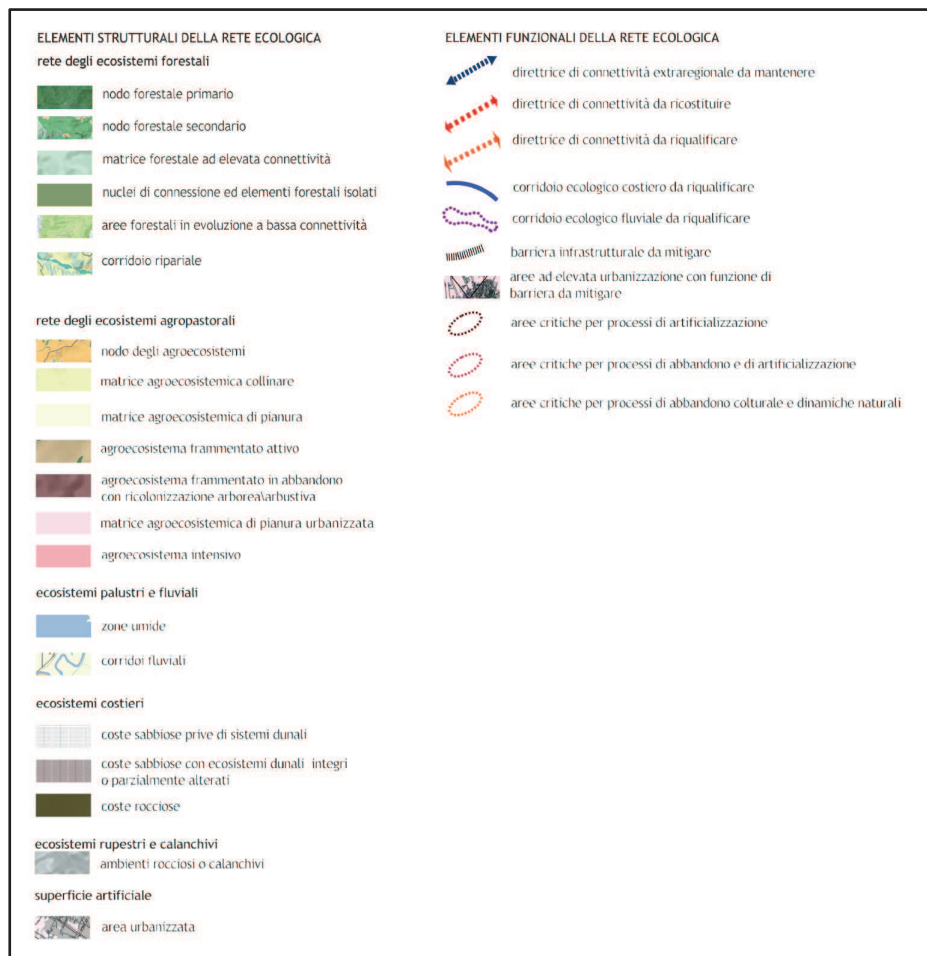 ELEMENTI STRUTTURALI DELLA RETE ECOLOGICA
rete degli ecosistemi forestali
nodo forestale primario
nodo forestale secondario
matrice forestale ad elevata connettività
nuclei di connessione ed elementi forestali isolati
aree forestali in evoluzione a bassa connettività
corridoio ripariale
rete degli ecosistemi agropastorali
nodo degli agroecosistemi
matrice agroecosistemica collinare
matrice agroecosistemica di pianura
agroecosistema frammentato attivo
agroecosistema frammentato in abbandono
con ricolonizzazione arborea\arbustiva
matrice agroecosistemica di pianura urbanizzata
agroecosistema intensivo
ecosistemi palustri e fluviali
zone umide
corridoi fluviali
ecosistemi costieri
coste sabbiose prive di sistemi dunali
coste sabbiose con ecosistemi dunali integri
o parzialmente alterati
coste rocciose
ecosistemi rupestri e calanchivi
ambienti rocciosi o calanchivi
superficie artificiale
area urbanizzata
ELEMENTI FUNZIONALI DELLA RETE ECOLOGICA
direttrice di connettività extraregionale da mantenere
direttrice di connettività da ricostituire
direttrice di connettività da riqualificare
corridoio ecologico costiero da riqualificare
corridoio ecologico fluviale da riqualificare
barriera infrastrutturale da mitigare
aree ad elevata urbanizzazione con funzione di
barriera da mitigare
aree critiche per processi di artificializzazione
aree critiche per processi di abbandono e di artificializzazione
aree critiche per processi di abbandono colturale e dinamiche naturali